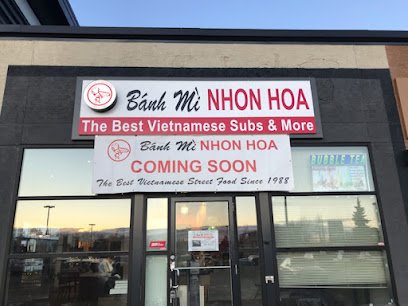 Bánh Mì NHON HOA
The Best Vietnamese Subs & More
Bánh Mì NHON HOA
COMING SOON
The Best Vietnamese Street Food Since 1988
BUBBLE TEA